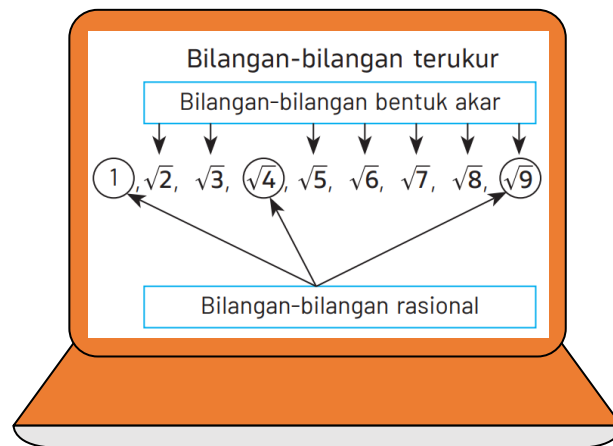 Bilangan-bilangan terukur
Bilangan-bilangan bentuk akar
1, √2, √3, √4, √5, √6, √7, √8, √9
Bilangan-bilangan rasional